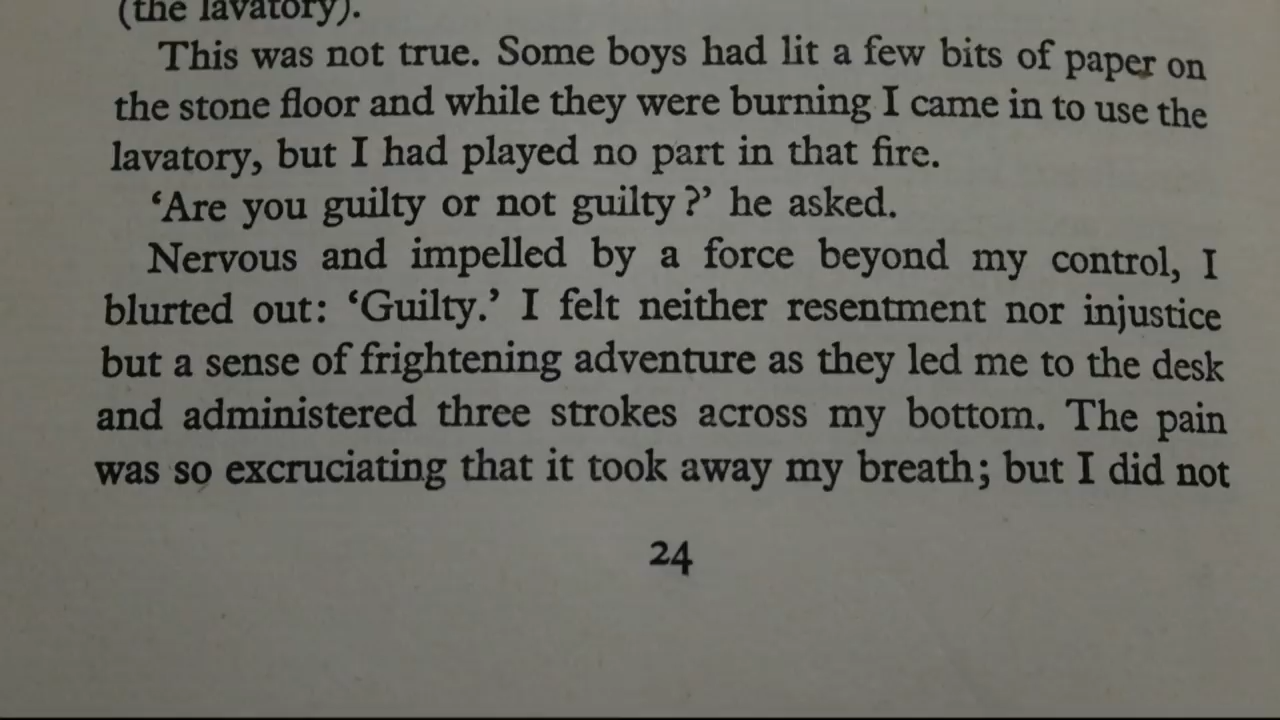 (the lavatory).
This was not true. Some boys had lit a few bits of paper on
the stone floor and while they were burning I came in to use the
lavatory, but I had played no part in that fire.
‘Are you guilty or not guilty?’ he asked.
Nervous and impelled by a force beyond my control, I
blurted out: ‘Guilty.’ I felt neither resentment nor injustice
but a sense of frightening adventure as they led me to the desk
and administered three strokes across my bottom. The pain
was so excruciating that it took away my breath; but I did not
24